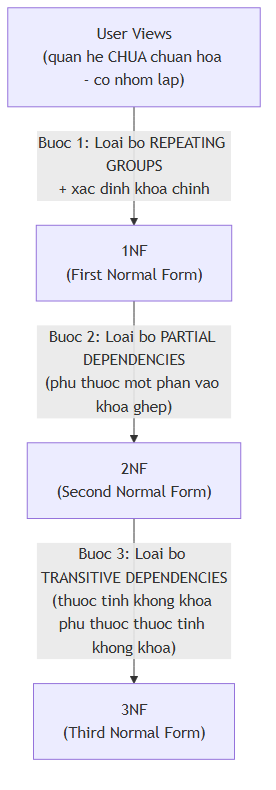 User Views
(quan he CHUA chuan hoa
- co nhom lap)
Buoc 1: Loai bo REPEATING
GROUPS
+ xac dinh khoa chinh
1NF
(First Normal Form)
Buoc 2: Loai bo PARTIAL
DEPENDENCIES
(phu thuoc mot phan vao
khoa ghep)
2NF
(Second Normal Form)
Buoc 3: Loai bo
TRANSITIVE DEPENDENCIES
(thuoc tinh khong khoa
phu thuoc thuoc tinh
khong khoa)
3NF
(Third Normal Form)